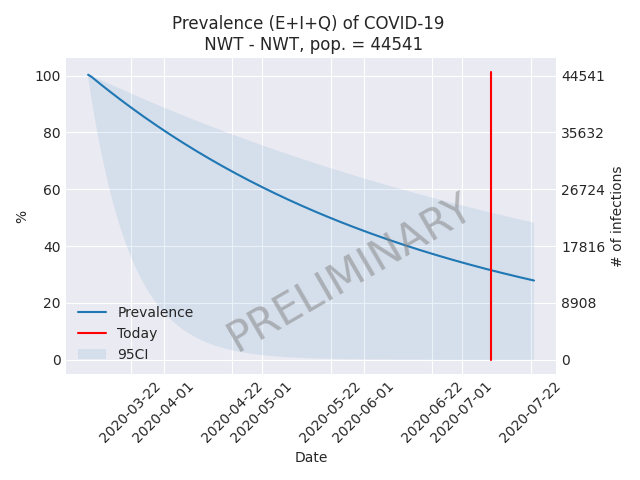 Prevalence (E+I+Q) of COVID-19
NWT - NWT, pop. = 44541
100
80
60
40
20
0
%
44541
35632
26724
17816
8908
0
# of infections
PRELIMINARY
Prevalence
Today
95CI
2020-03-22
2020-04-01
2020-04-22
2020-05-01
2020-05-22
2020-06-01
2020-06-22
2020-07-01
2020-07-22
Date